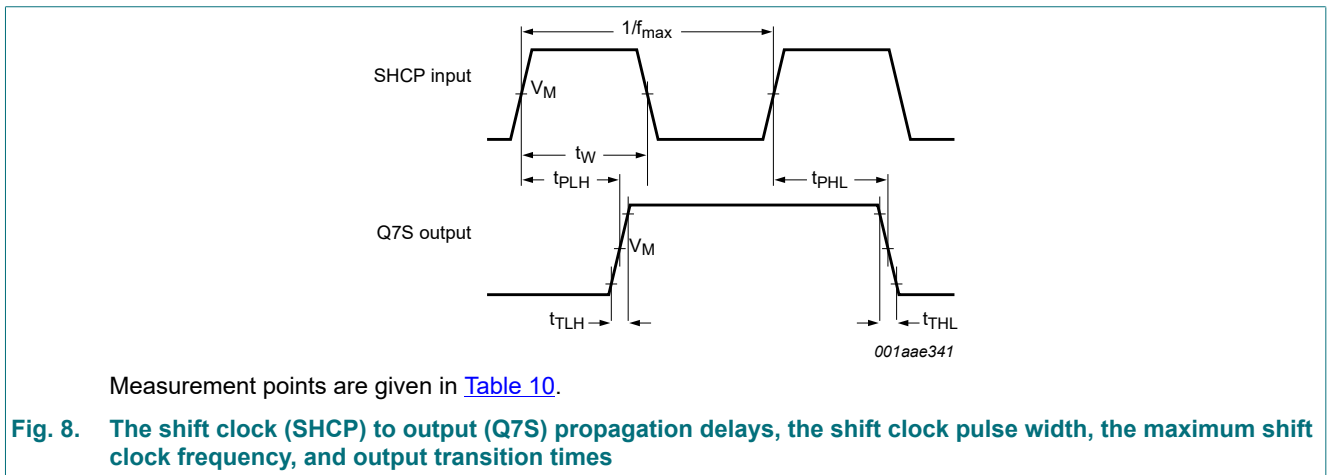 1/fmax
SHCP input
VM
tW
tPLH
tPHL
Q7S output
VM
tTLH
tTHL
001aae341
Measurement points are given in Table 10.
Fig. 8. The shift clock (SHCP) to output (Q7S) propagation delays, the shift clock pulse width, the maximum shift
clock frequency, and output transition times